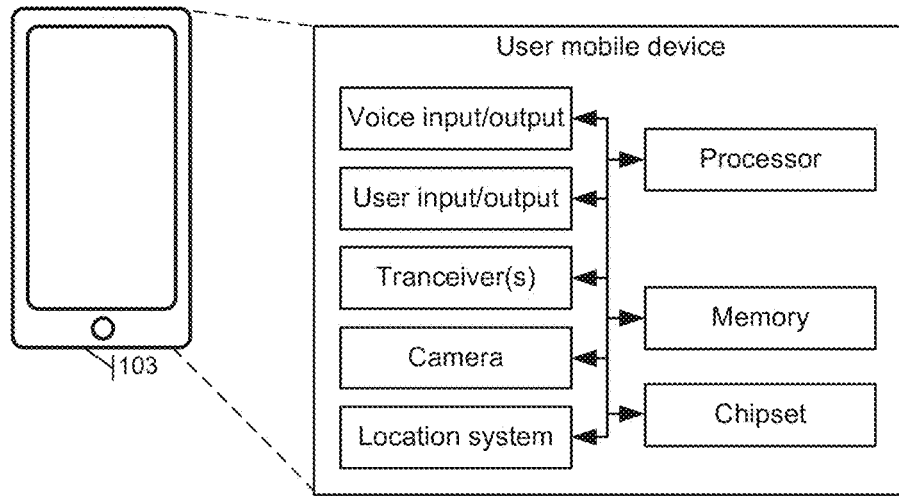 User mobile device
Voice input/output
User input/output
Tranceiver(s)
Camera
Location system
Processor
Memory
Chipset
103